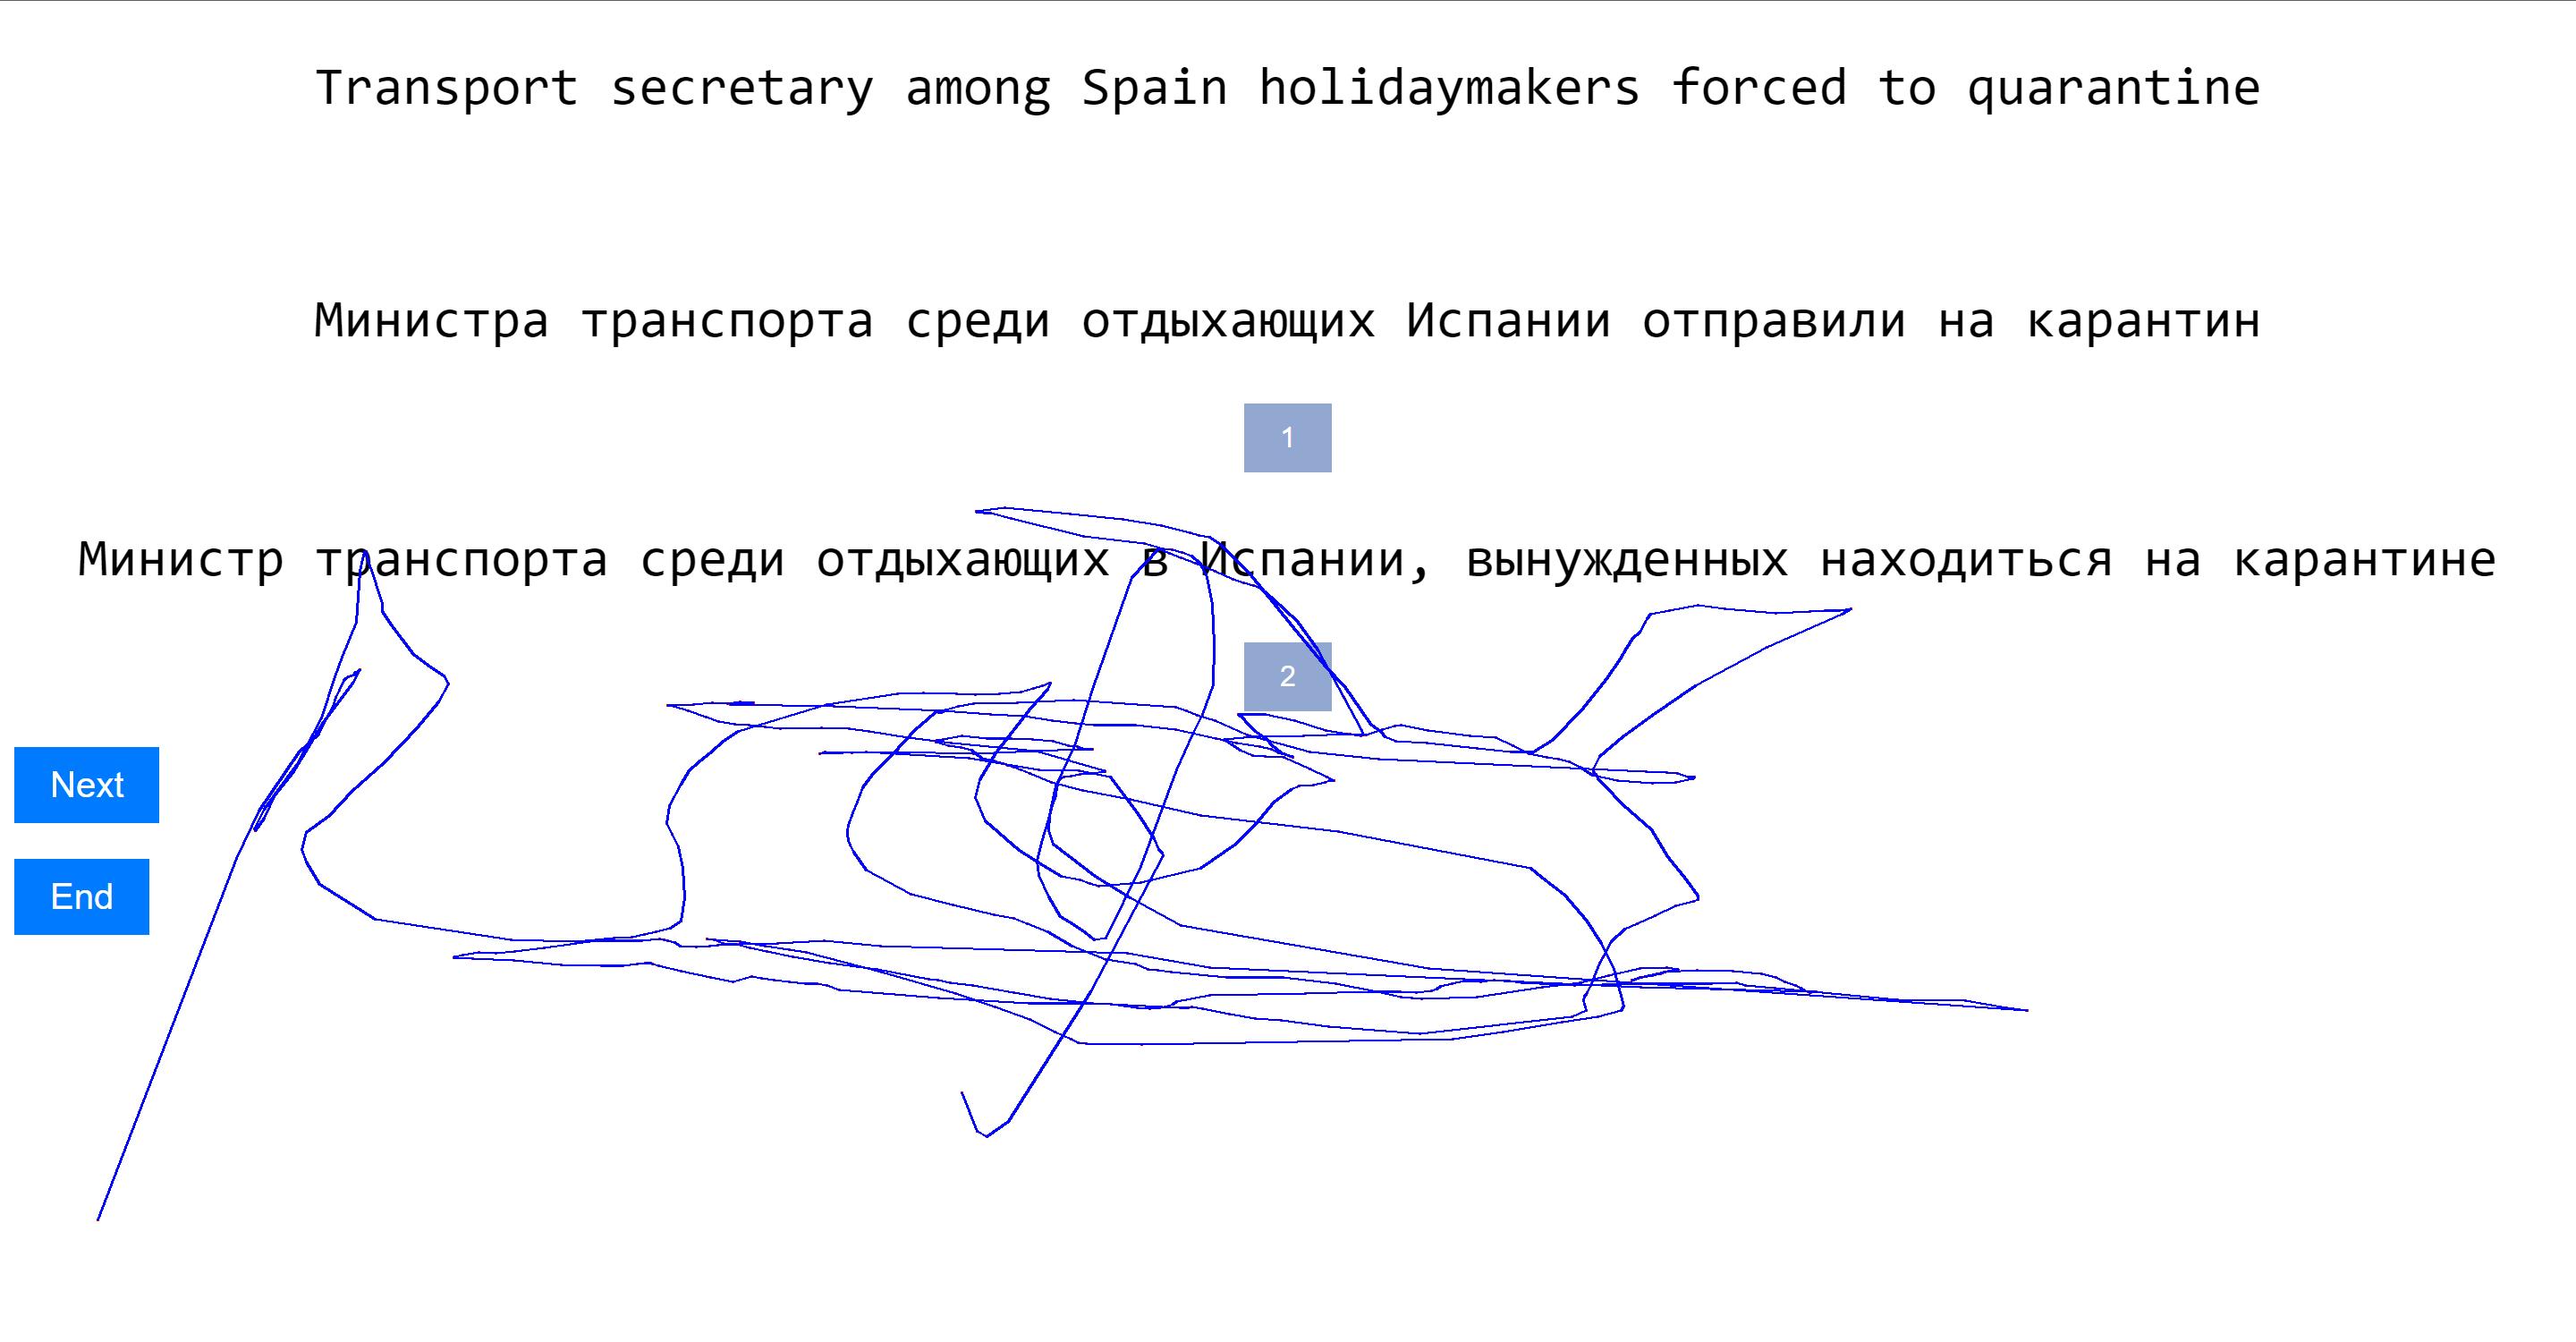 Transport secretary among Spain holidaymakers forced to quarantine
Министра транспорта среди отдыхающих Испании отправили на карантин
1
Министр транспорта среди отдыхающих в Испании, вынужденных находиться на карантине
2
Next
End